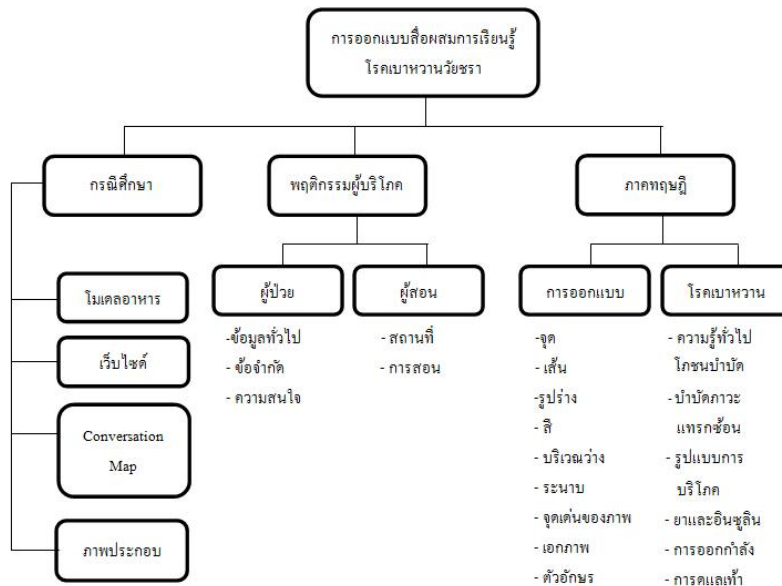 การออกแบบสื่อผสมการเรียนรู้
โรคเบาหวานวัยชรา
กรณีศึกษา
พฤติกรรมผู้บริโภค
ภาคทฤษฎี
โมเดลอาหาร
เว็บไซด์
Conversation
Map
ภาพประกอบ
ผู้ป่วย
-ข้อมูลทั่วไป
- ข้อจำกัด
- ความสนใจ
ผู้สอน
- สถานที่
- การสอน
การออกแบบ
-จุด
- เส้น
-รูปร่าง
- สี
- บริเวณว่าง
- ระนาบ
- จุดเด่นของภาพ
- เอกภาพ
- ตัวอักษร
โรคเบาหวาน
- ความรู้ทั่วไป
โภชนบำบัด
- บำบัดภาวะ
แทรกซ้อน
- รูปแบบการ
บริโภค
- ยาและอินซูลิน
- การออกกำลัง
- การดูแลเท้า